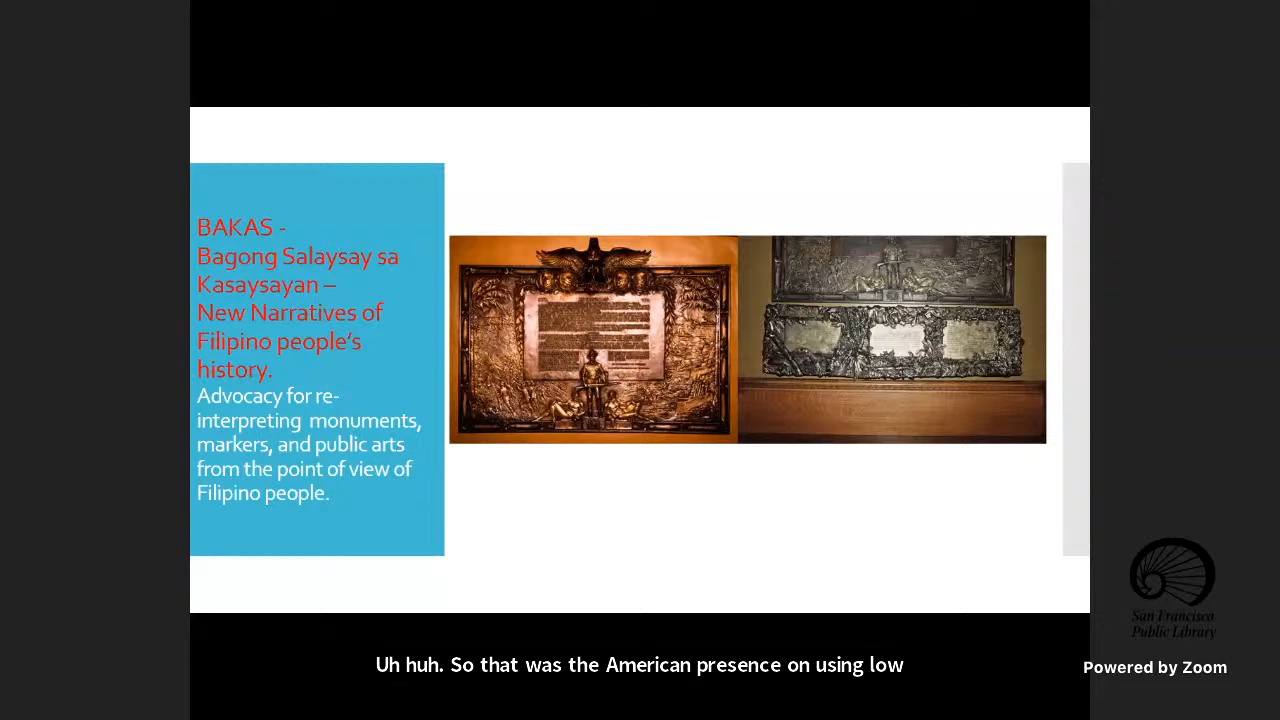 BAKAS -
Bagong Salaysay sa
Kasaysayan –
New Narratives of
Filipino people's
history.
Advocacy for re-
interpreting monuments,
markers, and public arts
from the point of view of
Filipino people.
San Francisco
Public Library
Uh huh. So that was the American presence on using low
Powered by Zoom